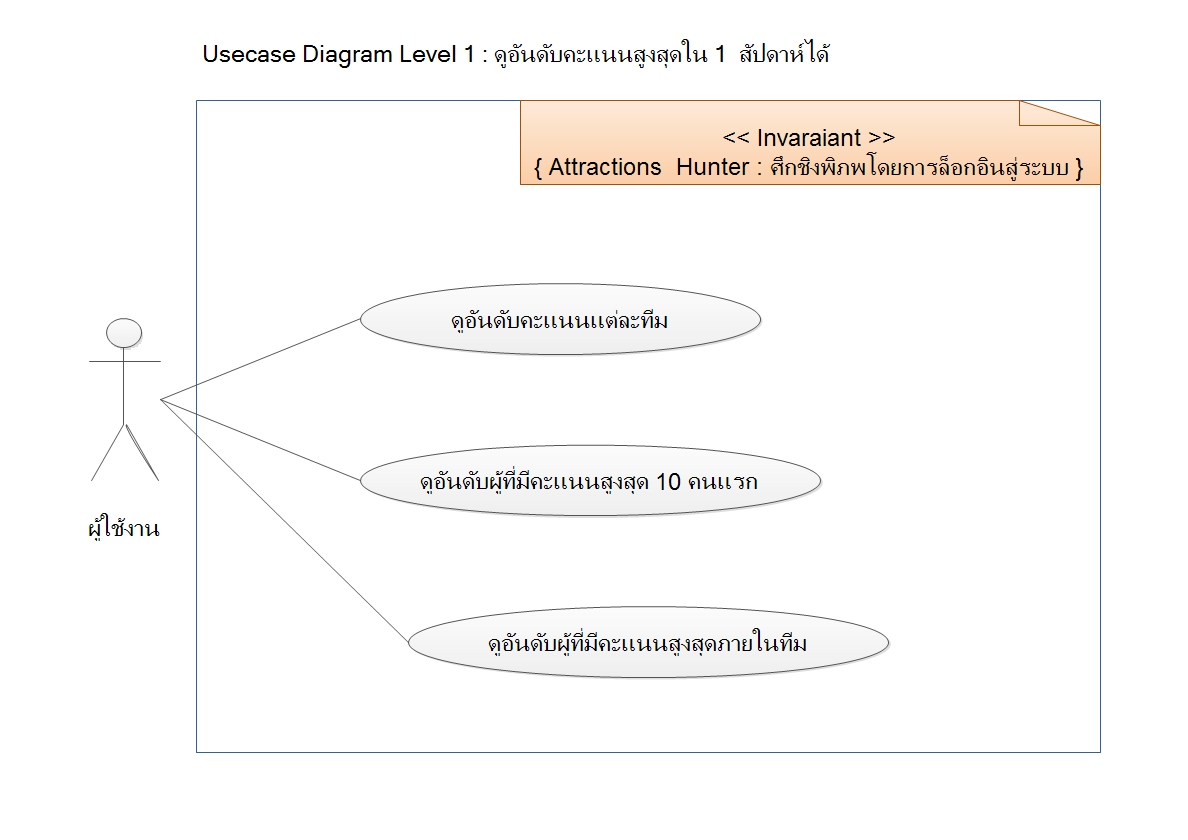 Usecase Diagram Level 1 : ดูอันดับคะแนนสูงสุดใน 1 สัปดาห์ได้
<< Invaraiant >>
{ Attractions Hunter : ศึกชิงพิภพโดยการล็อกอินสู่ระบบ }
ดูอันดับคะแนนแต่ละทีม
ดูอันดับผู้ที่มีคะแนนสูงสุด 10 คนแรก
ผู้ใช้งาน
ดูอันดับผู้ที่มีคะแนนสูงสุดภายในทีม